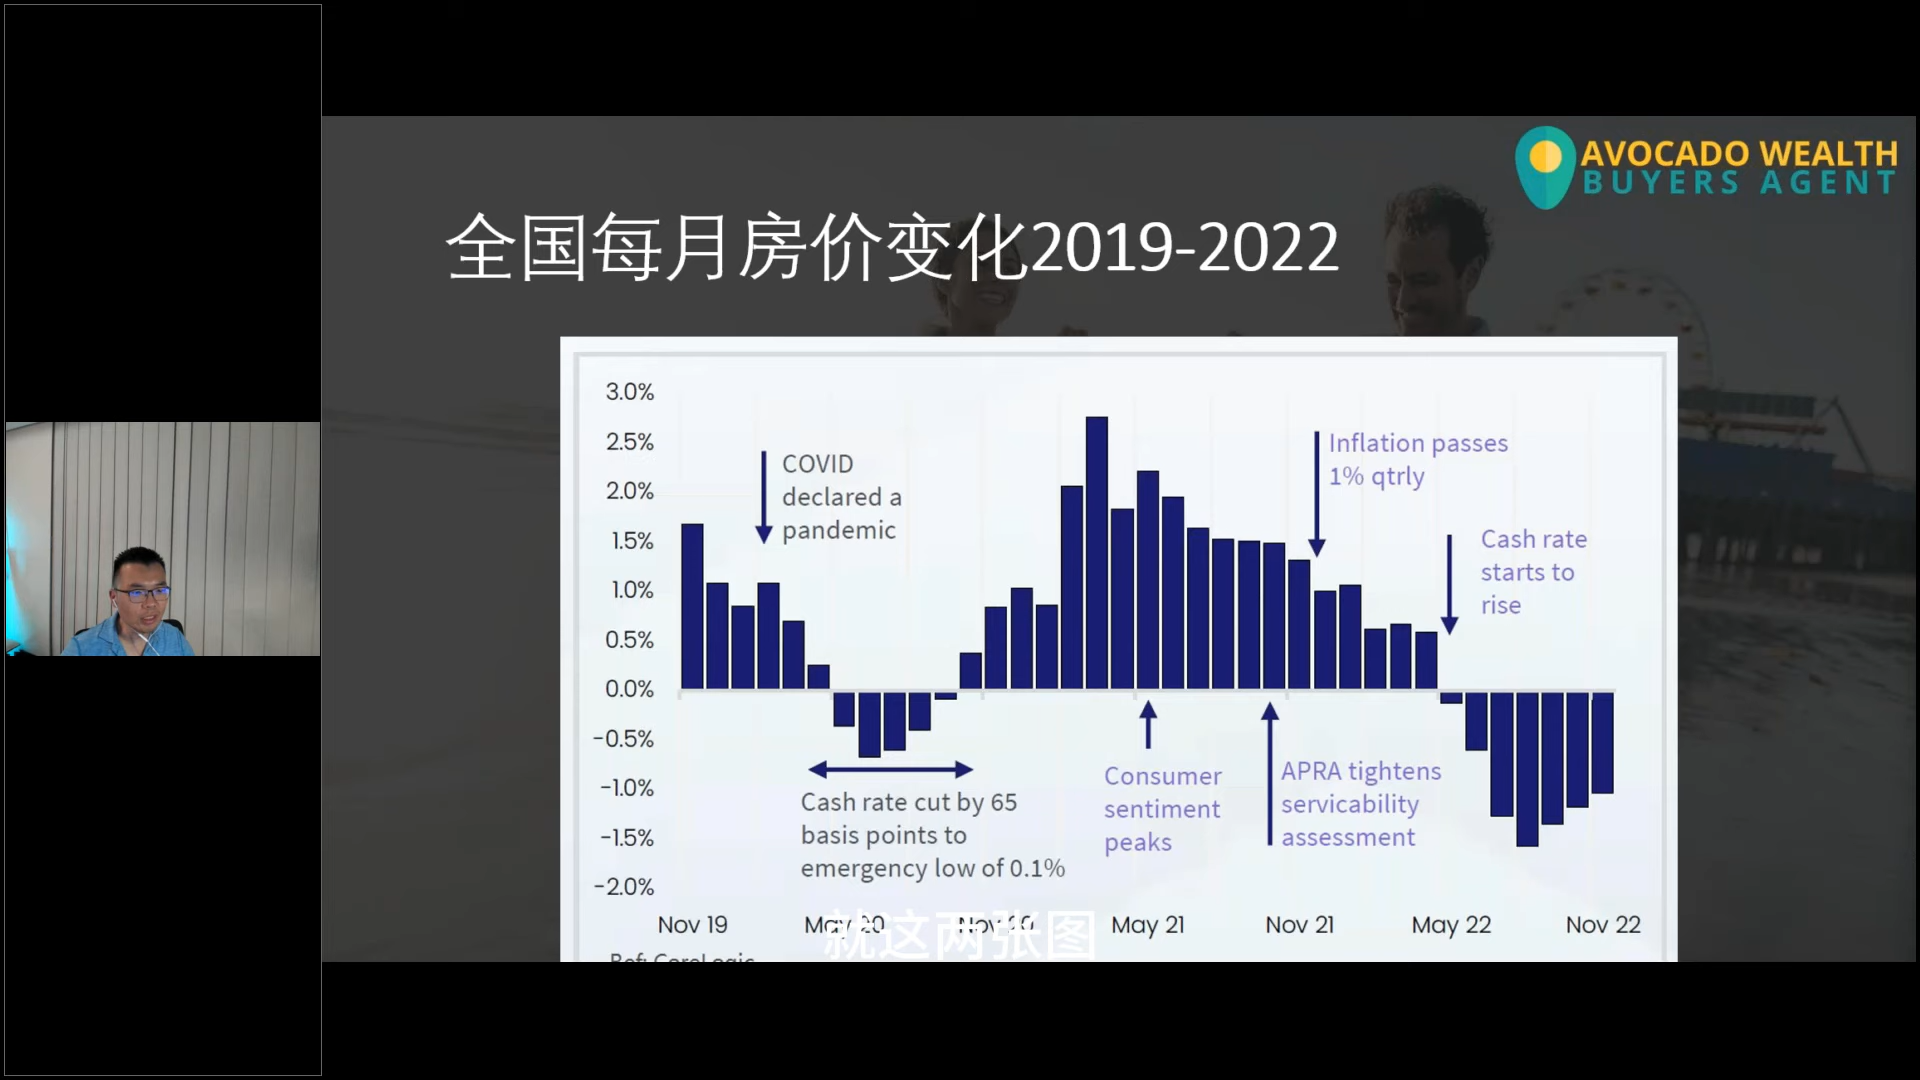 AVOCADO WEALTH
BUYERS AGENT
全国每月房价变化2019-2022
3.0%
2.5%
2.0%
1.5%
1.0%
0.5%
0.0%
-0.5%
-1.0%
-1.5%
-2.0%
COVID
declared a
pandemic
Inflation passes
1% qtrly
Cash rate
starts to
rise
Cash rate cut by 65
basis points to
emergency low of 0.1%
Consumer
sentiment
peaks
APRA tightens
servicability
assessment
Nov 19
May 20
Nov 20
May 21
Nov 21
May 22
Nov 22
就这两张图
Ref: CoreLogic